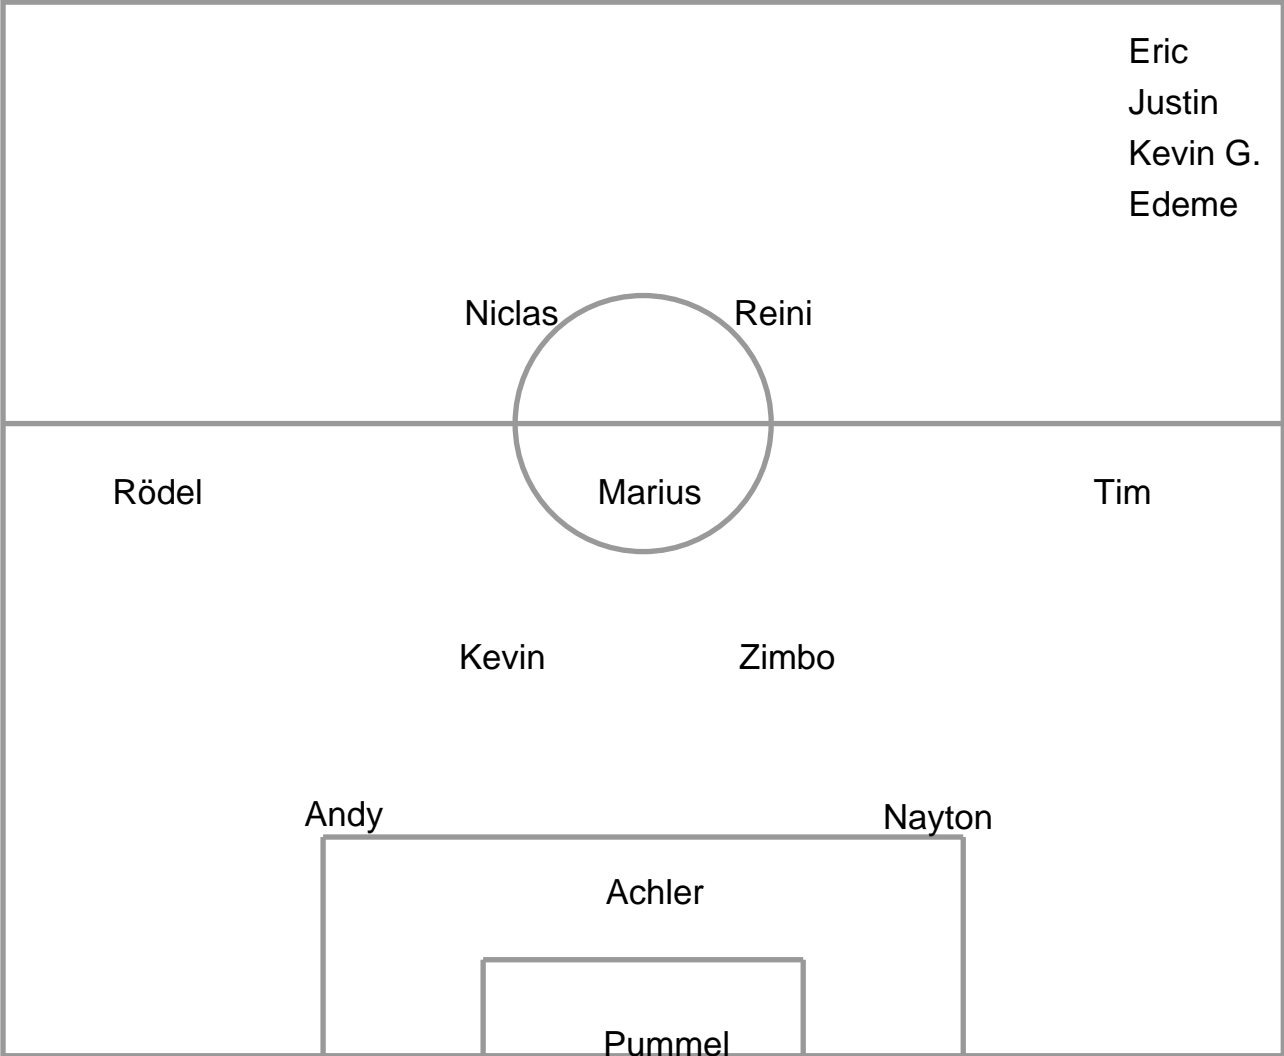 Eric
Justin
Kevin G.
Edeme
Niclas Reini
Rödel Marius Tim
Kevin Zimbo
Andy Nayton
Achler
Pummel